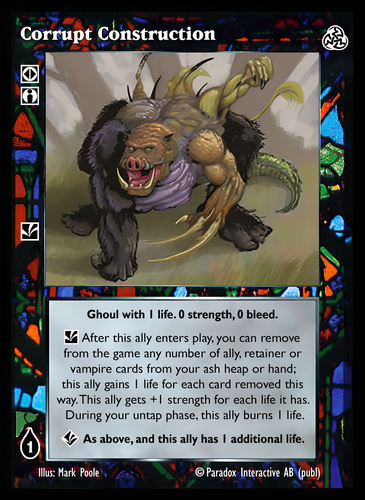 Corrupt Construction
Ghoul with 1 life. 0 strength, 0 bleed.
After this ally enters play, you can remove
from the game any number of ally, retainer or
vampire cards from your ash heap or hand;
this ally gains 1 life for each card removed this
way. This ally gets +1 strength for each life it has.
During your untap phase, this ally burns 1 life.
As above, and this ally has 1 additional life.
1
Illus: Mark Poole © Paradox Interactive AB (publ)